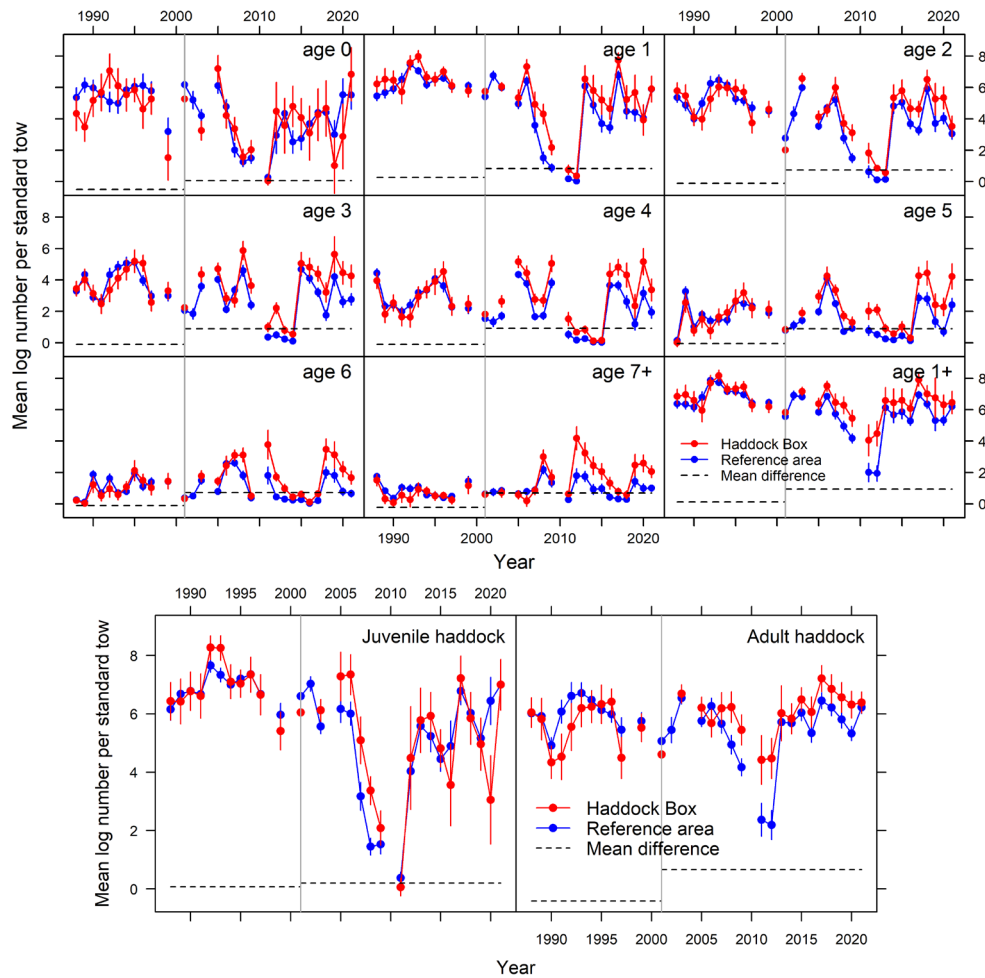 1990 2000 2010 2020 1990 2000 2010 2020
age 0 age 1 age 2
8
6
4
2
0
Mean log number per standard tow
8
6
4
2
0
age 3 age 4 age 5
age 6 age 7+ age 1+
8
6
4
2
0
Haddock Box
Reference area
Mean difference
1990 2000 2010 2020
Year
1990 1995 2000 2005 2010 2015 2020
Juvenile haddock Adult haddock
Mean log number per standard tow
8
6
4
2
0
Haddock Box
Reference area
Mean difference
1990 1995 2000 2005 2010 2015 2020
Year